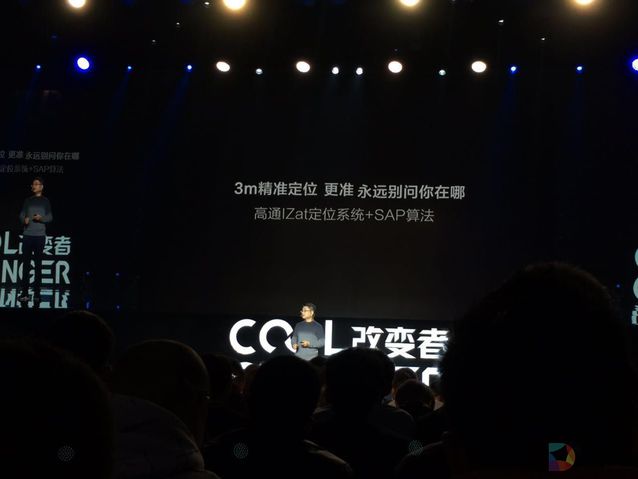 3m精准定位 更准 永远别问你在哪
高通IZat定位系统+SAP算法
位 更准 永远别问你在哪
定位系统+SAP算法
OL改变者
NGER
COOL改变者